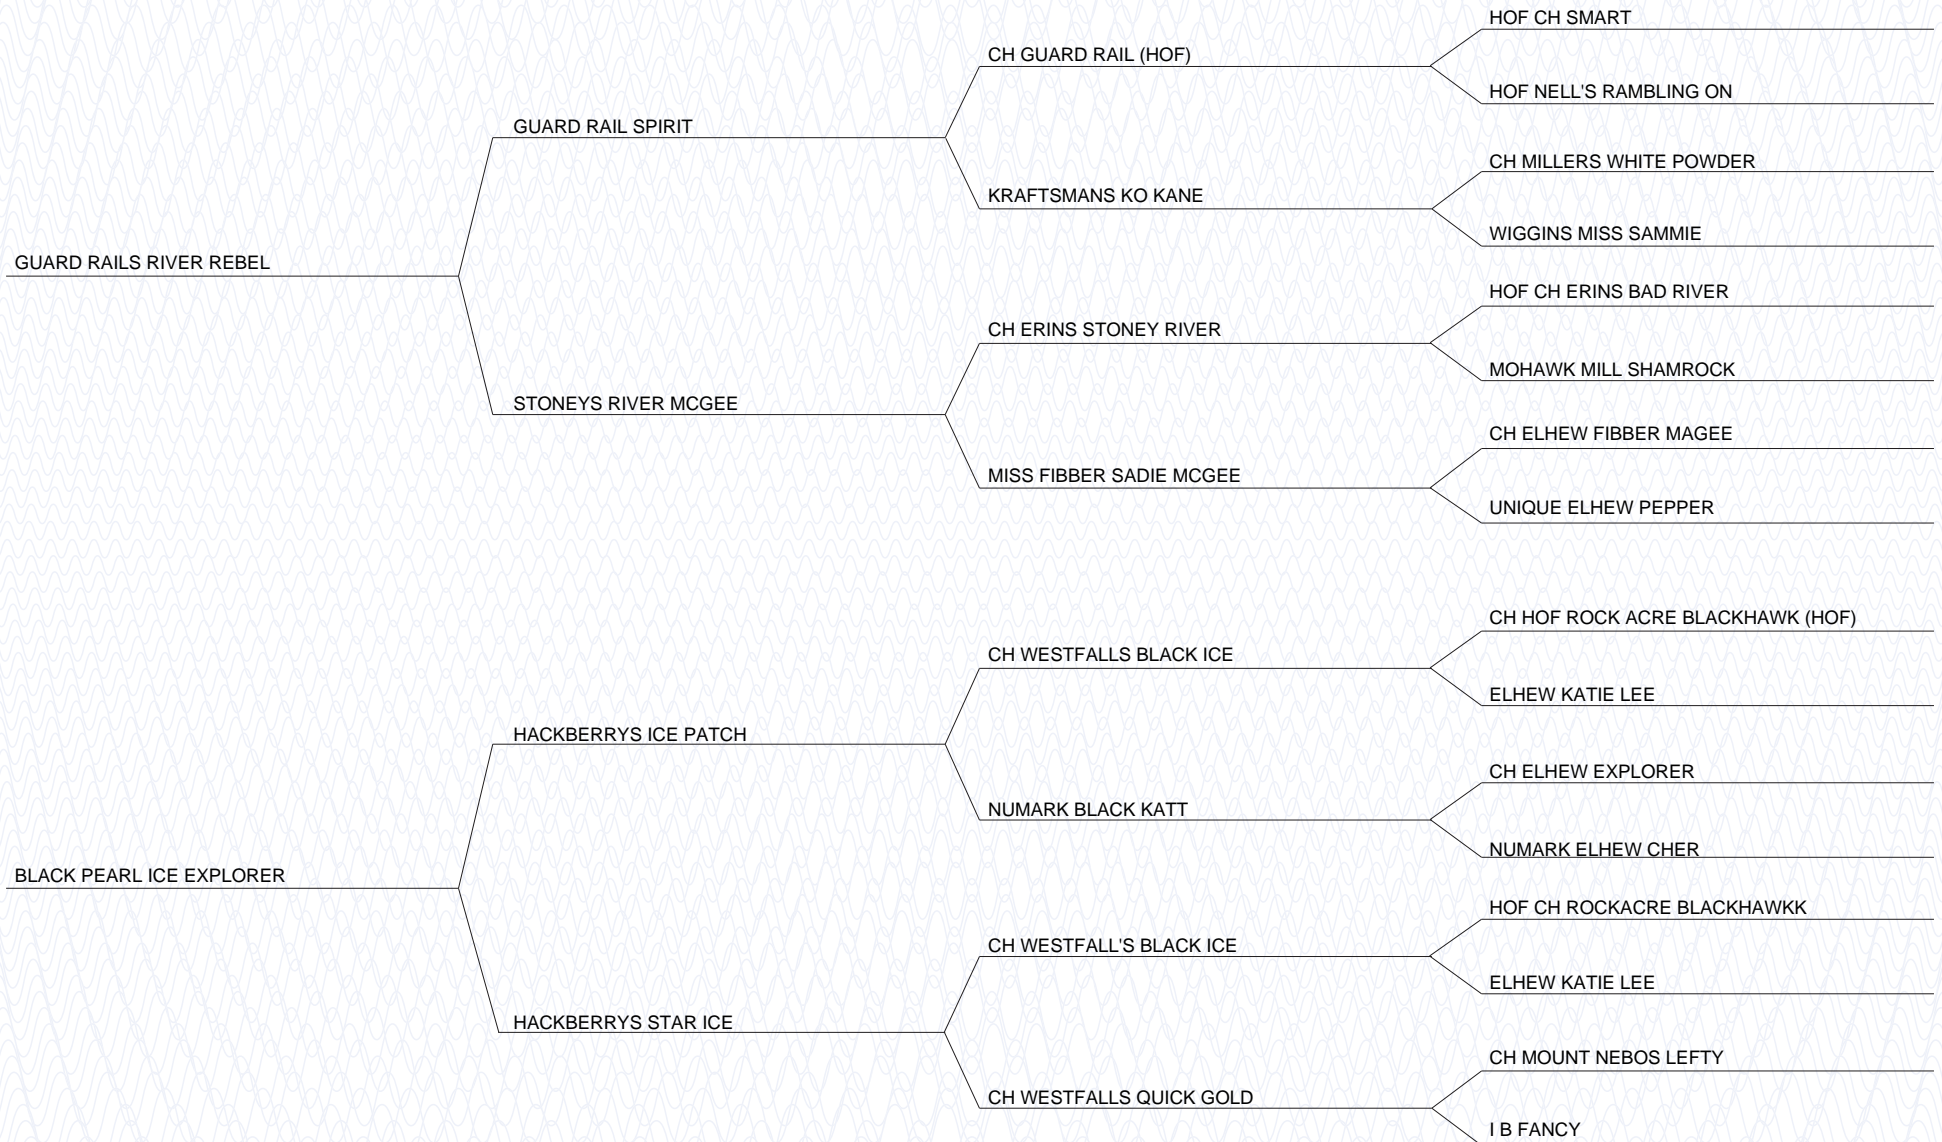 HOF CH SMART
CH GUARD RAIL (HOF)
HOF NELL'S RAMBLING ON
GUARD RAIL SPIRIT
CH MILLERS WHITE POWDER
KRAFTSMANS KO KANE
WIGGINS MISS SAMMIE
GUARD RAILS RIVER REBEL
HOF CH ERINS BAD RIVER
CH ERINS STONEY RIVER
MOHAWK MILL SHAMROCK
STONEYS RIVER MCGEE
CH ELHEW FIBBER MAGEE
MISS FIBBER SADIE MCGEE
UNIQUE ELHEW PEPPER
CH HOF ROCK ACRE BLACKHAWK (HOF)
CH WESTFALLS BLACK ICE
ELHEW KATIE LEE
HACKBERRYS ICE PATCH
CH ELHEW EXPLORER
NUMARK BLACK KATT
NUMARK ELHEW CHER
BLACK PEARL ICE EXPLORER
HOF CH ROCKACRE BLACKHAWKK
CH WESTFALL'S BLACK ICE
ELHEW KATIE LEE
HACKBERRYS STAR ICE
CH MOUNT NEBOS LEFTY
CH WESTFALLS QUICK GOLD
I B FANCY